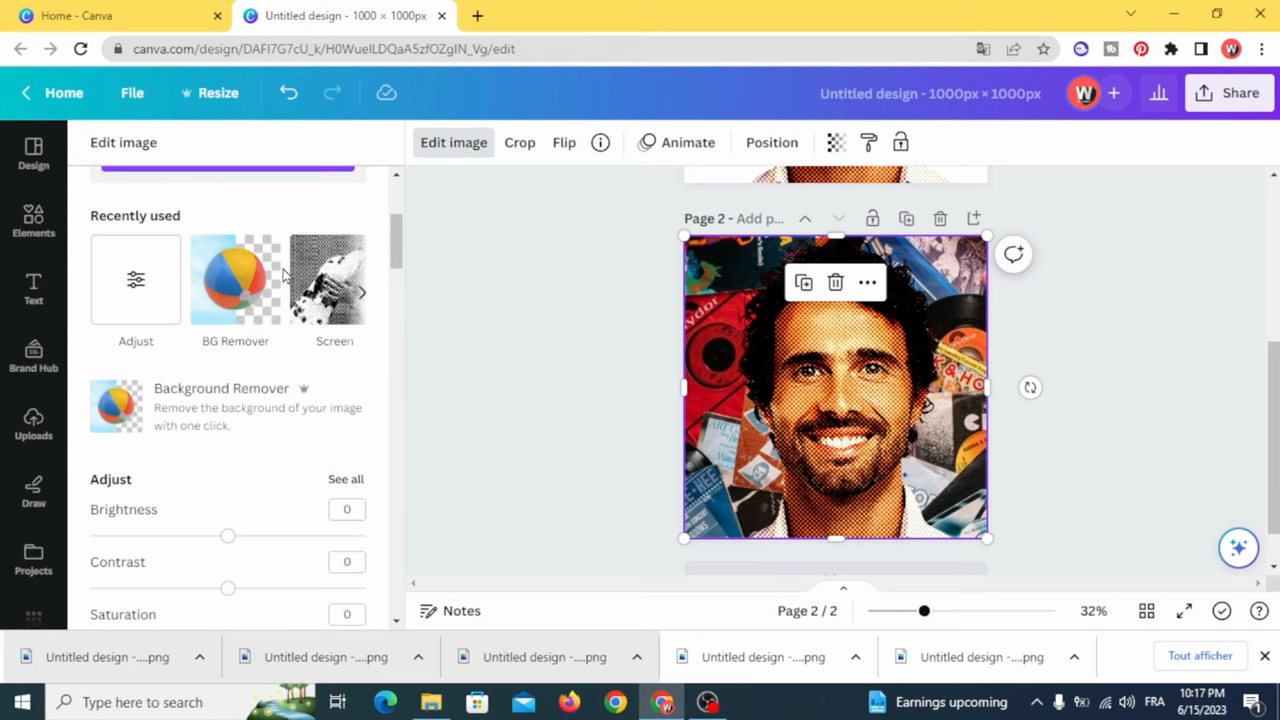 Home - Canva
Untitled design - 1000 × 1000px
canva.com/design/DAFl7G7cU_k/H0WueILDQaA5zfOZgIN_Vg/edit
Home
File
Resize
Untitled design - 1000px × 1000px
W
Share
Edit image
Edit image
Crop
Flip
Animate
Position
Design
Elements
Text
Brand Hub
Uploads
Draw
Projects
Recently used
Adjust
BG Remover
Screen
Background Remover
Remove the background of your image
with one click.
Adjust
See all
Brightness
0
Contrast
0
Saturation
0
Page 2 - Add p...
Notes
Page 2 / 2
32%
Untitled design -....png
Untitled design -....png
Untitled design -....png
Untitled design -....png
Untitled design -....png
Tout afficher
Type here to search
Earnings upcoming
FRA
10:17 PM
6/15/2023